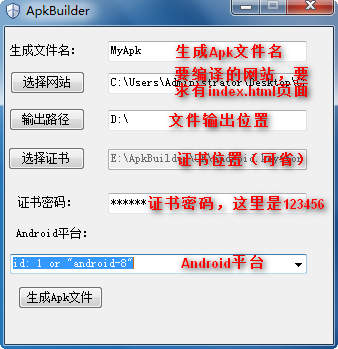 ApkBuilder
生成文件名： MyApk 生成Apk文件名
选择网站 C:\Users\Administrator\Desktop\ 要编译的网站，要
求有index.html页面
输出路径 D:\ 文件输出位置
选择证书 E:\ApkBuilder 证书位置（可省）
证书密码： ****** 证书密码，这里是123456
Android平台：
id: 1 or "android-8" Android平台
生成Apk文件